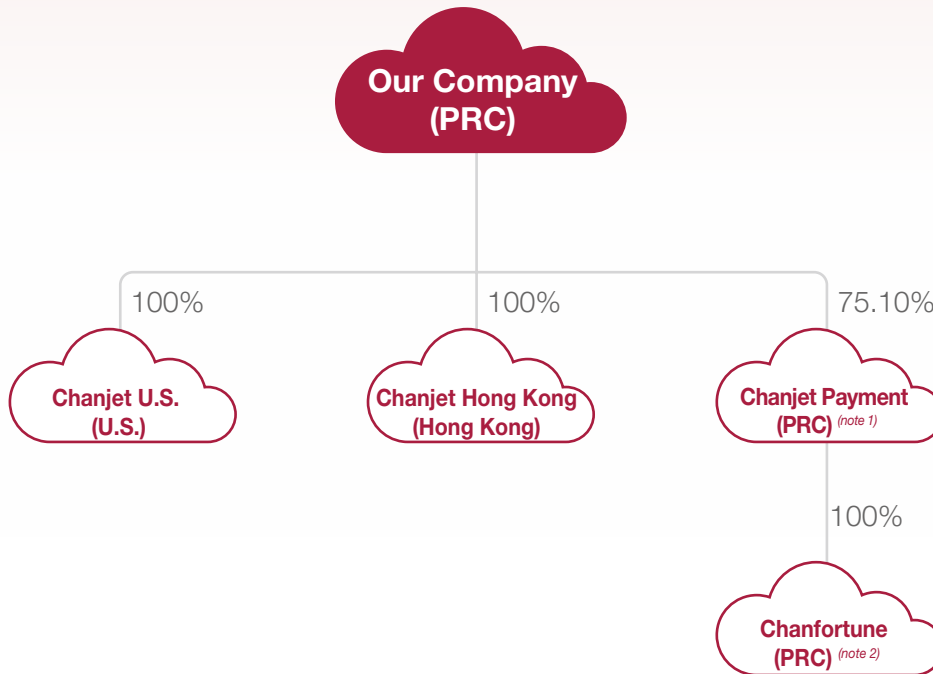 Our Company
(PRC)
100%
100%
75.10%
Chanjet U.S.
(U.S.)
Chanjet Hong Kong
(Hong Kong)
Chanjet Payment
(PRC) (note 1)
100%
Chanfortune
(PRC) (note 2)